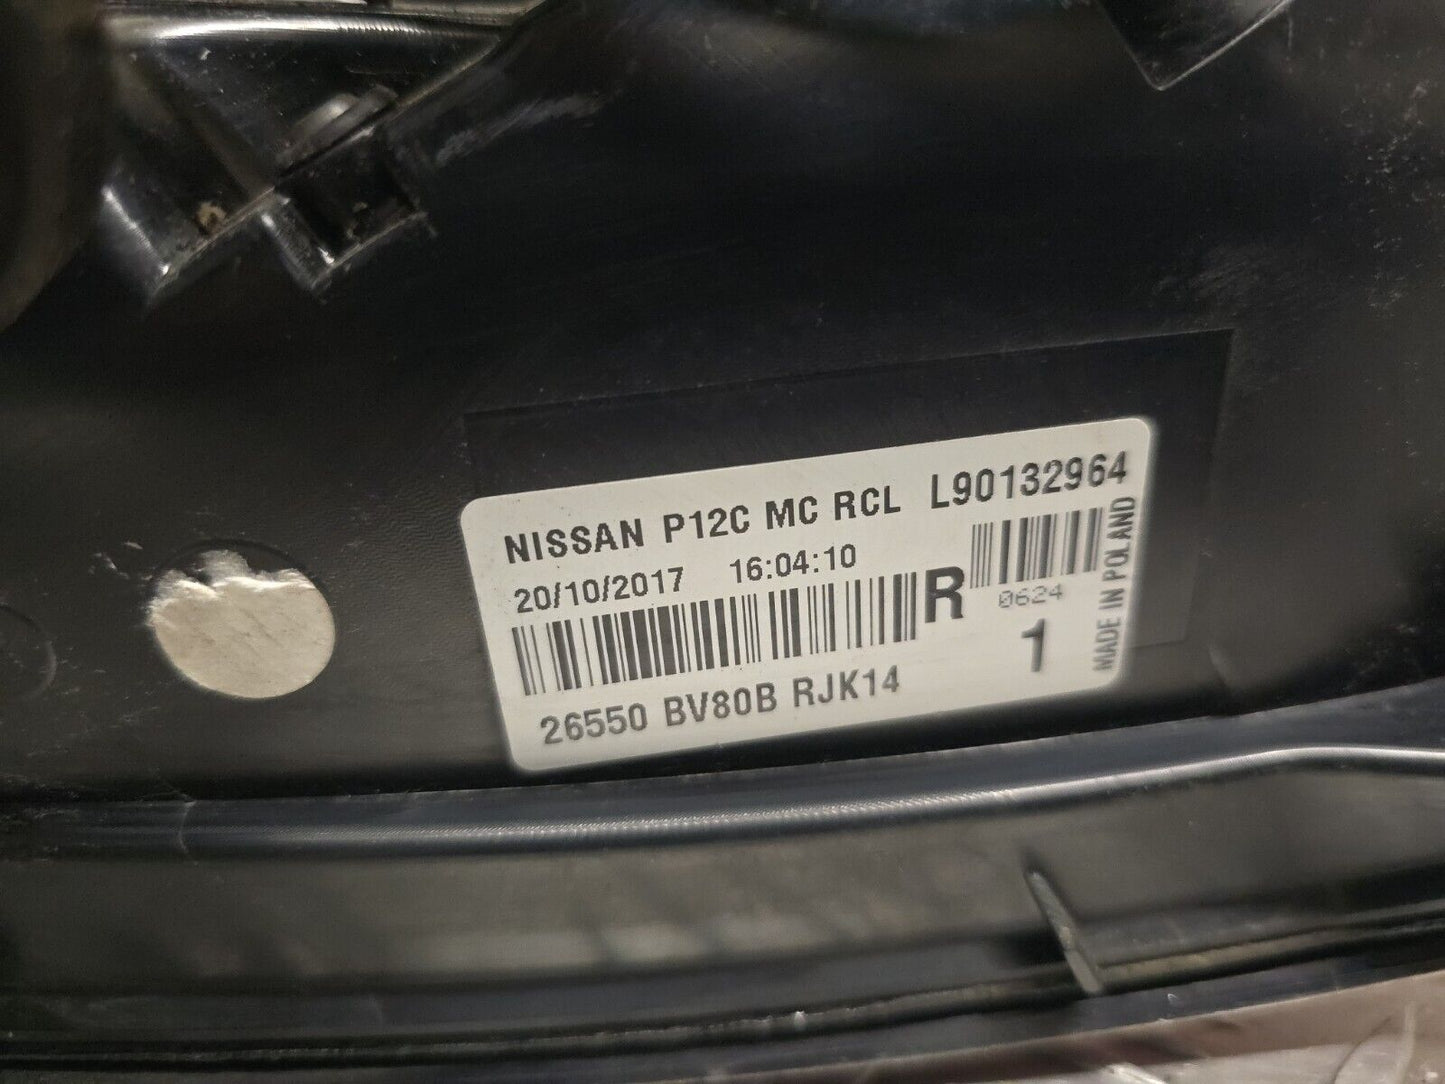 NISSAN P12C MC RCL L90132964
20/10/2017 16:04:10
R
0624
1
26550 BV80B RJK14
MADE IN POLAND